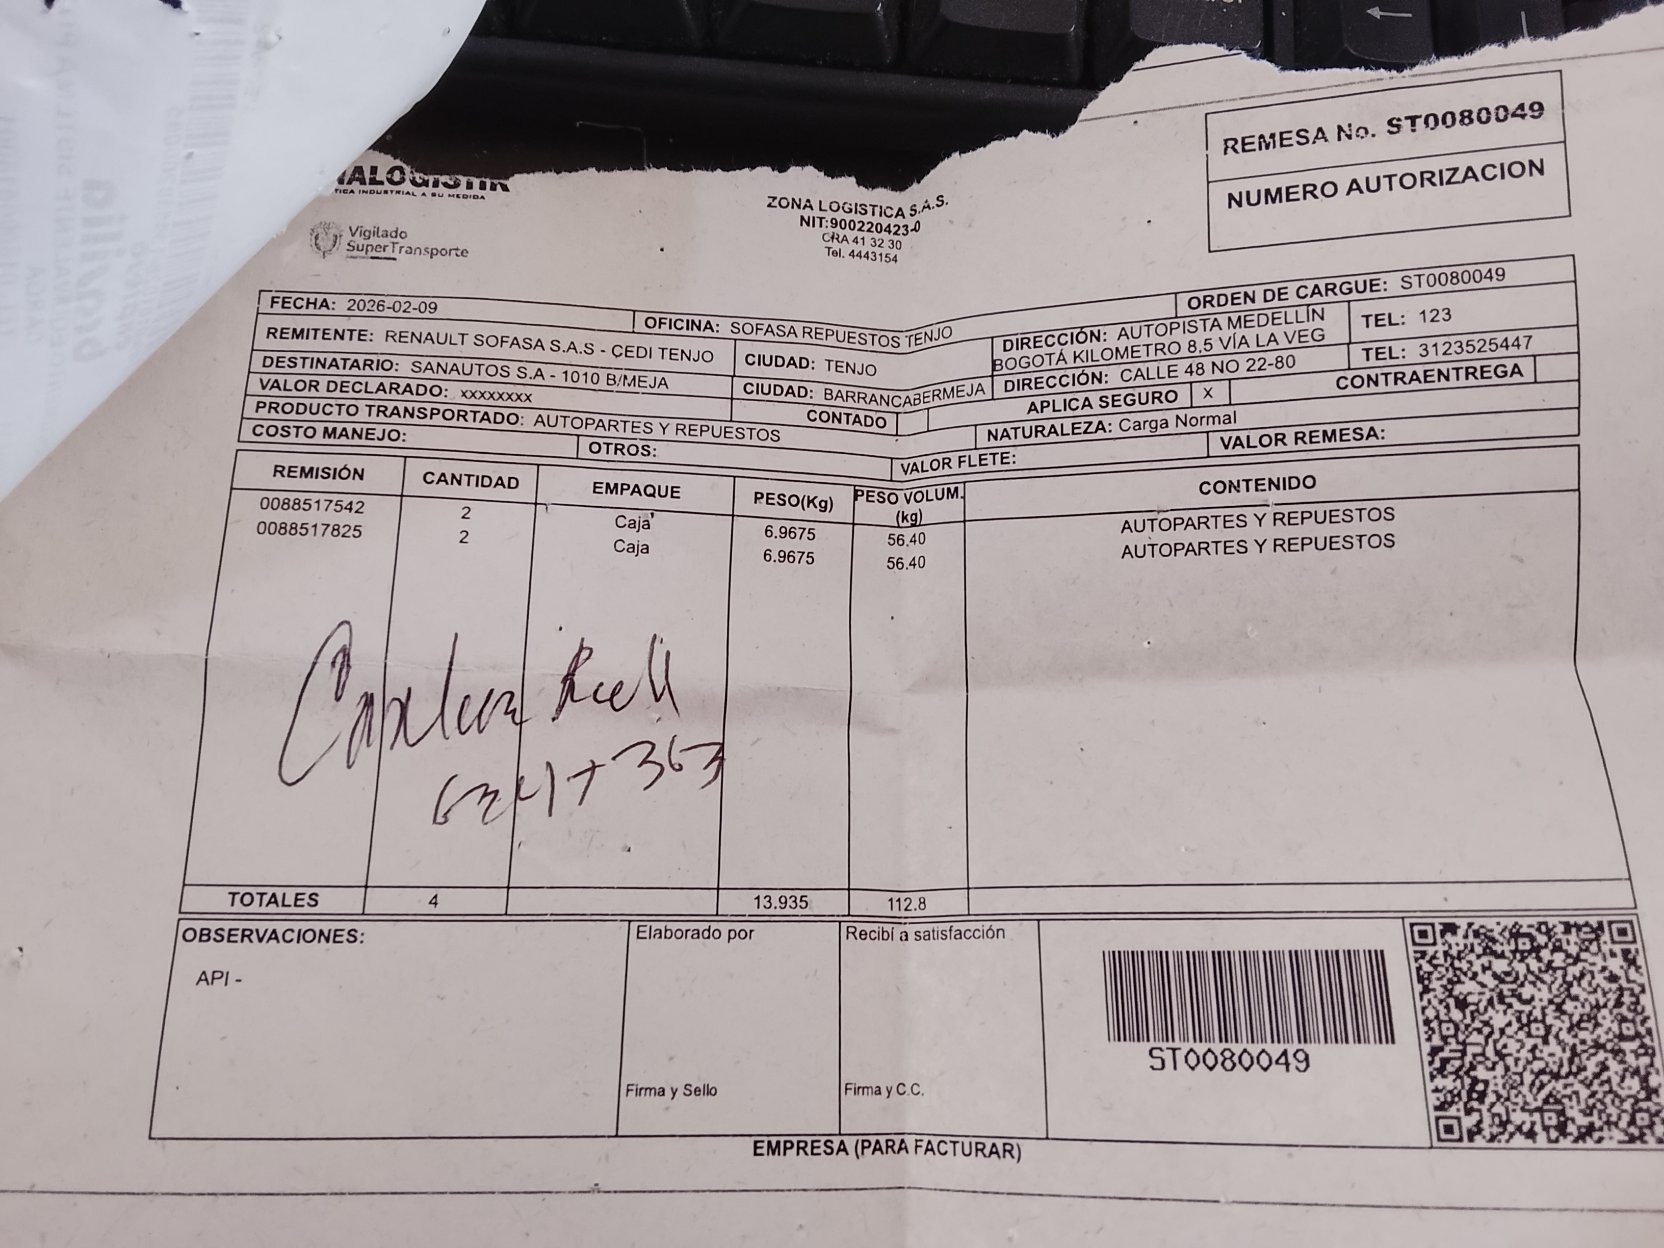 REMESA No. ST0080049
NUMERO AUTORIZACION
TICA INDUSTRIAL A SU MEDIDA
Vigilado
SuperTransporte
ZONA LOGISTICA S.A.S.
NIT:900220423-0
CRA 41 32 30
Tel. 4443154
FECHA: 2026-02-09
OFICINA: SOFASA REPUESTOS TENJO
ORDEN DE CARGUE: ST0080049
REMITENTE: RENAULT SOFASA S.A.S - CEDI TENJO
CIUDAD: TENJO
DIRECCIÓN: AUTOPISTA MEDELLÍN
BOGOTÁ KILOMETRO 8,5 VÍA LA VEG
TEL: 123
DESTINATARIO: SANAUTOS S.A - 1010 B/MEJA
CIUDAD: BARRANCABERMEJA
DIRECCIÓN: CALLE 48 NO 22-80
TEL: 3123525447
VALOR DECLARADO: xxxxxxxx
CONTADO
APLICA SEGURO X
CONTRAENTREGA
PRODUCTO TRANSPORTADO: AUTOPARTES Y REPUESTOS
NATURALEZA: Carga Normal
COSTO MANEJO:
OTROS:
VALOR FLETE:
VALOR REMESA:
REMISIÓN CANTIDAD EMPAQUE PESO(Kg) PESO VOLUM. (kg) CONTENIDO
0088517542 2 Caja 6.9675 56.40 AUTOPARTES Y REPUESTOS
0088517825 2 Caja 6.9675 56.40 AUTOPARTES Y REPUESTOS
TOTALES 4 13.935 112.8
OBSERVACIONES:
API -
Elaborado por
Firma y Sello
Recibí a satisfacción
Firma y C.C.
ST0080049
EMPRESA (PARA FACTURAR)